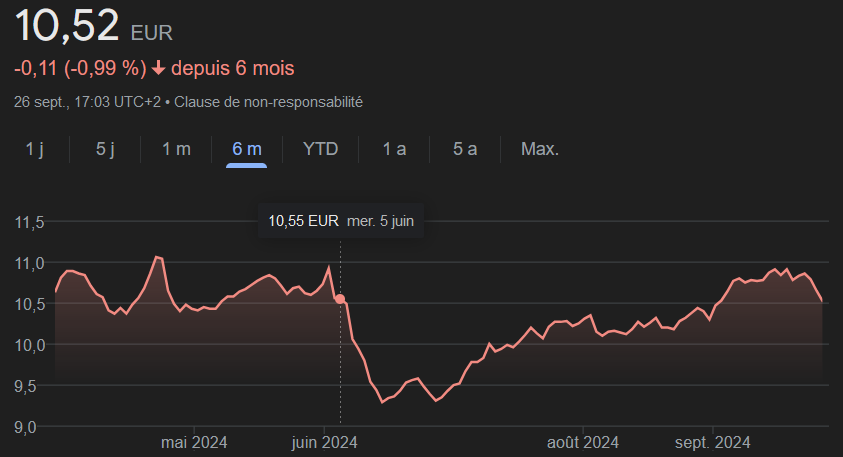 10,52 EUR
-0,11 (-0,99 %) ↓ depuis 6 mois
26 sept., 17:03 UTC+2 • Clause de non-responsabilité
1 j 5 j 1 m 6 m YTD 1 a 5 a Max.
10,55 EUR mer. 5 juin
11,5
11,0
10,5
10,0
9,5
9,0
mai 2024 juin 2024 août 2024 sept. 2024